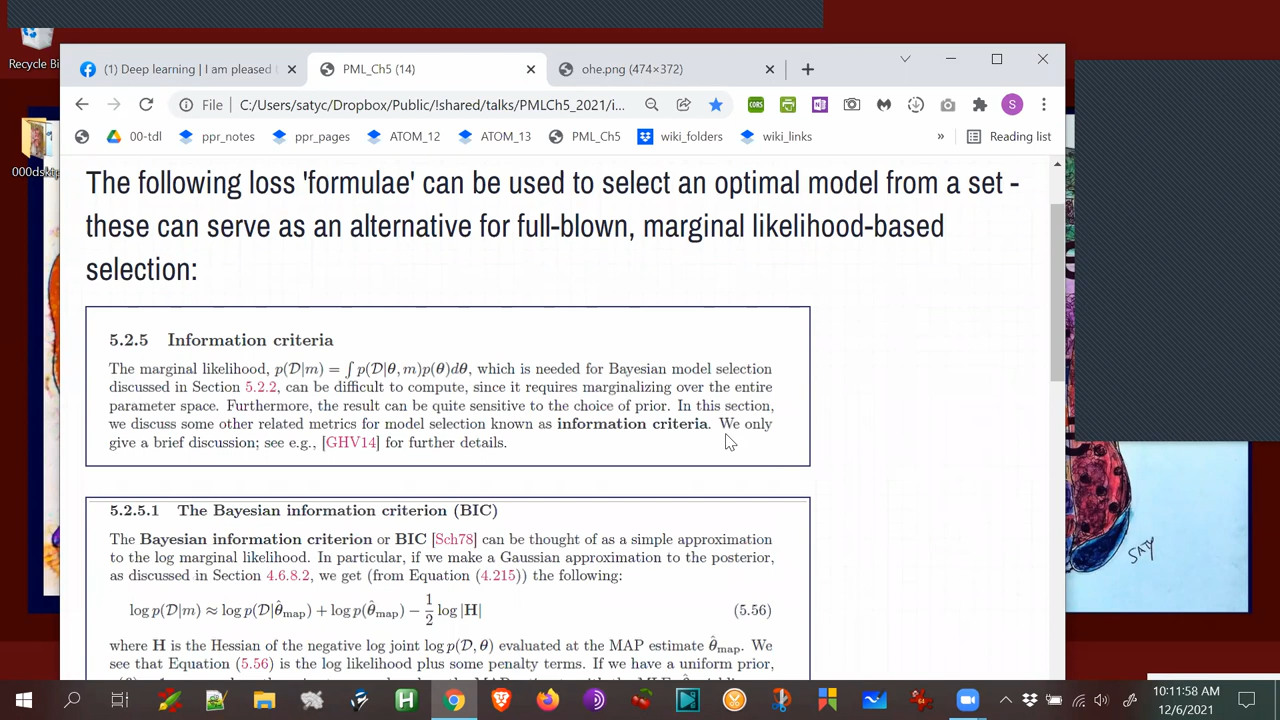 Recycle Bi
(1) Deep learning | I am pleased
PML_Ch5 (14)
ohe.png (474×372)
File
C:/Users/satyc/Dropbox/Public/!shared/talks/PMLCh5_2021/i...
CORS
S
00-tdl
ppr_notes
ppr_pages
ATOM_12
ATOM_13
PML_Ch5
wiki_folders
wiki_links
»
Reading list
000dsktp
The following loss 'formulae' can be used to select an optimal model from a set -
these can serve as an alternative for full-blown, marginal likelihood-based
selection:
5.2.5 Information criteria
The marginal likelihood, p(𝒟|m) = ∫ p(𝒟|θ, m)p(θ)dθ, which is needed for Bayesian model selection
discussed in Section 5.2.2, can be difficult to compute, since it requires marginalizing over the entire
parameter space. Furthermore, the result can be quite sensitive to the choice of prior. In this section,
we discuss some other related metrics for model selection known as information criteria. We only
give a brief discussion; see e.g., [GHV14] for further details.
5.2.5.1 The Bayesian information criterion (BIC)
The Bayesian information criterion or BIC [Sch78] can be thought of as a simple approximation
to the log marginal likelihood. In particular, if we make a Gaussian approximation to the posterior,
as discussed in Section 4.6.8.2, we get (from Equation (4.215)) the following:
log p(𝒟|m) ≈ log p(𝒟|θ̂map) + log p(θ̂map) − 1/2 log |H| (5.56)
where H is the Hessian of the negative log joint log p(𝒟, θ) evaluated at the MAP estimate θ̂map. We
see that Equation (5.56) is the log likelihood plus some penalty terms. If we have a uniform prior,
SATY
10:11:58 AM
12/6/2021